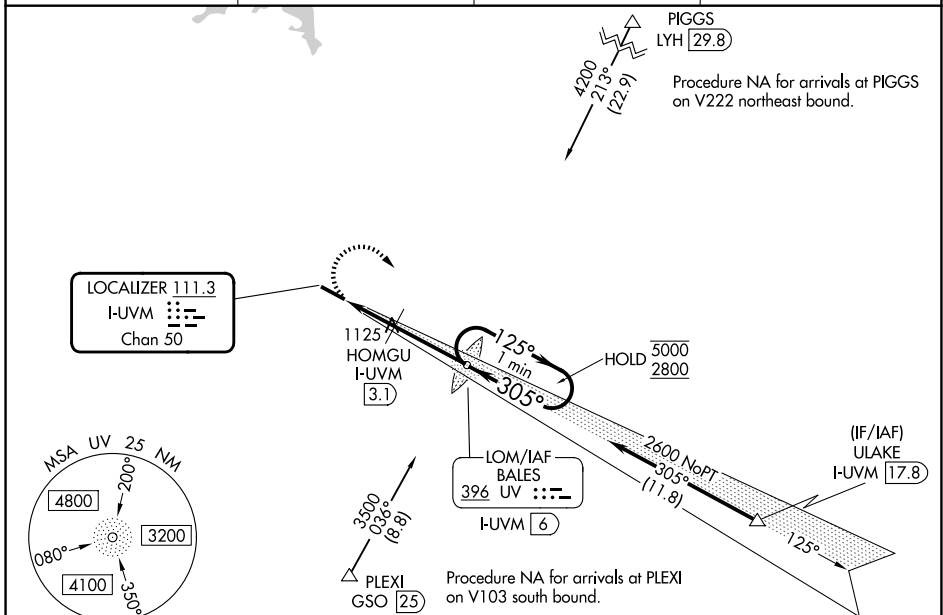 PIGGS
LYH 29.8
4200
213°
(22.9)
Procedure NA for arrivals at PIGGS
on V222 northeast bound.
LOCALIZER 111.3
I-UVM
Chan 50
1125
HOMGU
I-UVM
3.1
125°
1 min
305°
HOLD 5000
2800
2600 NoPT
305°
(11.8)
(IF/IAF)
ULAKE
I-UVM 17.8
125°
LOM/IAF
BALES
396 UV
I-UVM 6
MSA UV 25 NM
200°
4800
3200
080°
4100
350°
3500
036°
(8.8)
PLEXI
GSO 25
Procedure NA for arrivals at PLEXI
on V103 south bound.